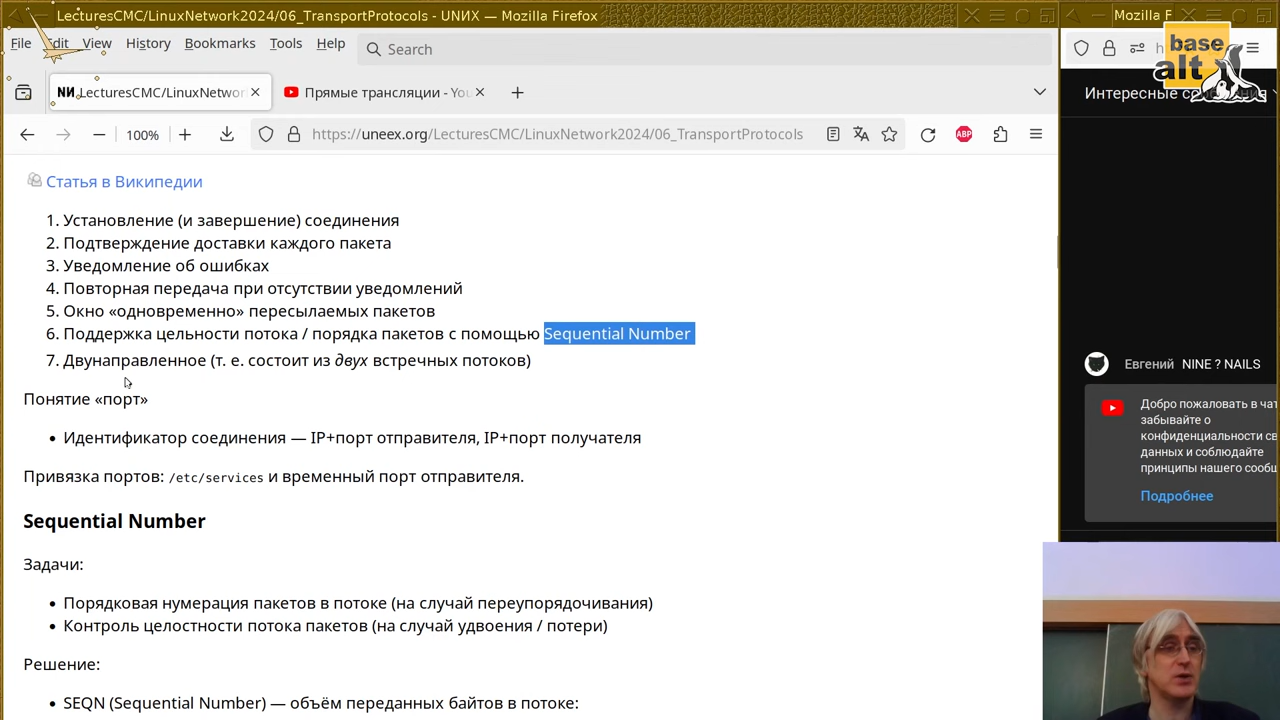 LecturesCMC/LinuxNetwork2024/06_TransportProtocols - UNИX — Mozilla Firefox
Mozilla F
File Edit View History Bookmarks Tools Help
Search
base
alt
NИ LecturesCMC/LinuxNetwor
Прямые трансляции - You
Интересные со
100%
https://uneex.org/LecturesCMC/LinuxNetwork2024/06_TransportProtocols
ABP
Статья в Википедии
1. Установление (и завершение) соединения
2. Подтверждение доставки каждого пакета
3. Уведомление об ошибках
4. Повторная передача при отсутствии уведомлений
5. Окно «одновременно» пересылаемых пакетов
6. Поддержка цельности потока / порядка пакетов с помощью Sequential Number
7. Двунаправленное (т. е. состоит из двух встречных потоков)
Понятие «порт»
• Идентификатор соединения — IP+порт отправителя, IP+порт получателя
Привязка портов: /etc/services и временный порт отправителя.
Sequential Number
Задачи:
• Порядковая нумерация пакетов в потоке (на случай переупорядочивания)
• Контроль целостности потока пакетов (на случай удвоения / потери)
Решение:
• SEQN (Sequential Number) — объём переданных байтов в потоке:
Евгений NINE ? NAILS
Добро пожаловать в чат
забывайте о
конфиденциальности св
данных и соблюдайте
принципы нашего сообщ
Подробнее